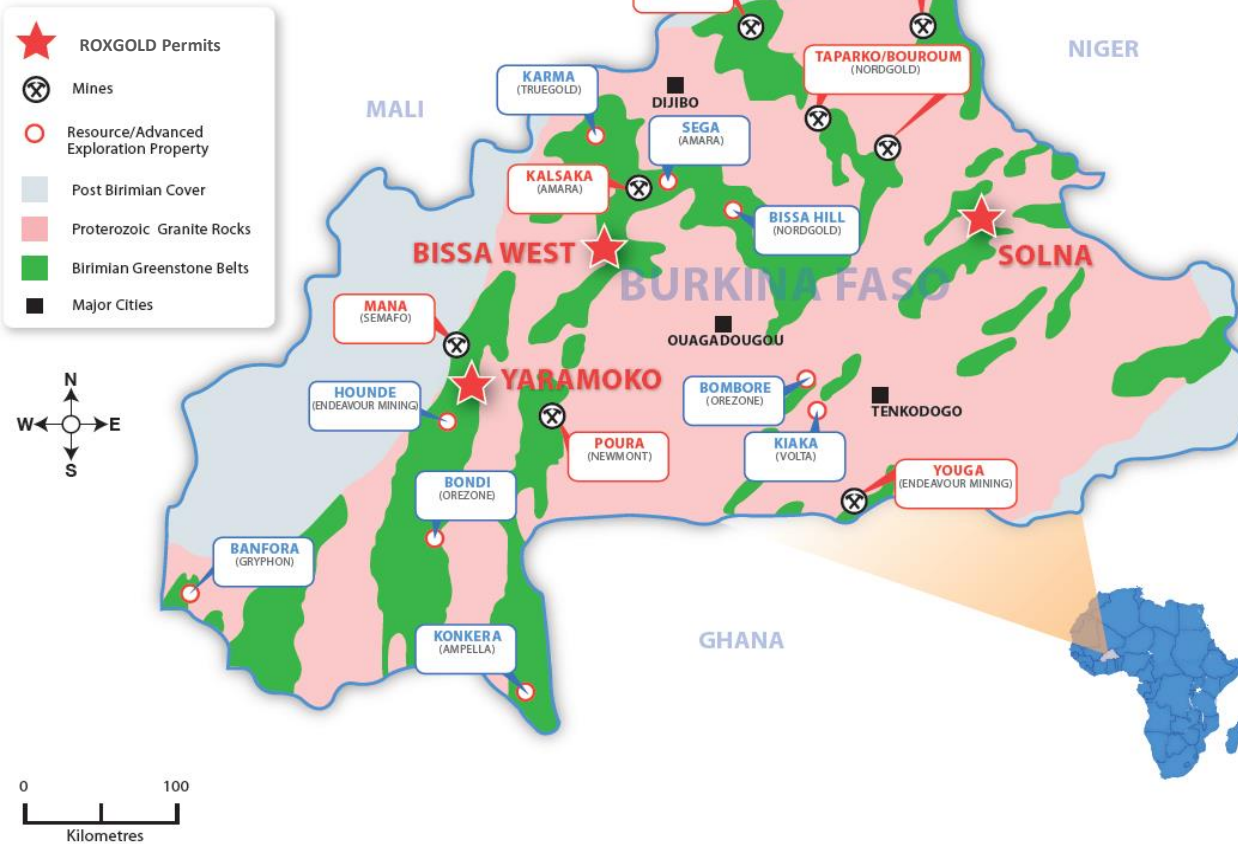 ROXGOLD Permits
Mines
Resource/Advanced
Exploration Property
Post Birimian Cover
Proterozoic Granite Rocks
Birimian Greenstone Belts
Major Cities
N
W
E
S
0
100
Kilometres
MALI
NIGER
BURKINA FASO
GHANA
KARMA
(TRUEGOLD)
DIJIBO
TAPARKO/BOUROUM
(NORDGOLD)
SEGA
(AMARA)
KALSAKA
(AMARA)
BISSA HILL
(NORDGOLD)
BISSA WEST
SOLNA
MANA
(SEMAFO)
OUAGADOUGOU
YARAMOKO
HOUNDE
(ENDEAVOUR MINING)
BOMBORE
(OREZONE)
TENKODOGO
POURA
(NEWMONT)
KIAKA
(VOLTA)
YOUGA
(ENDEAVOUR MINING)
BONDI
(OREZONE)
BANFORA
(GRYPHON)
KONKERA
(AMPELLA)